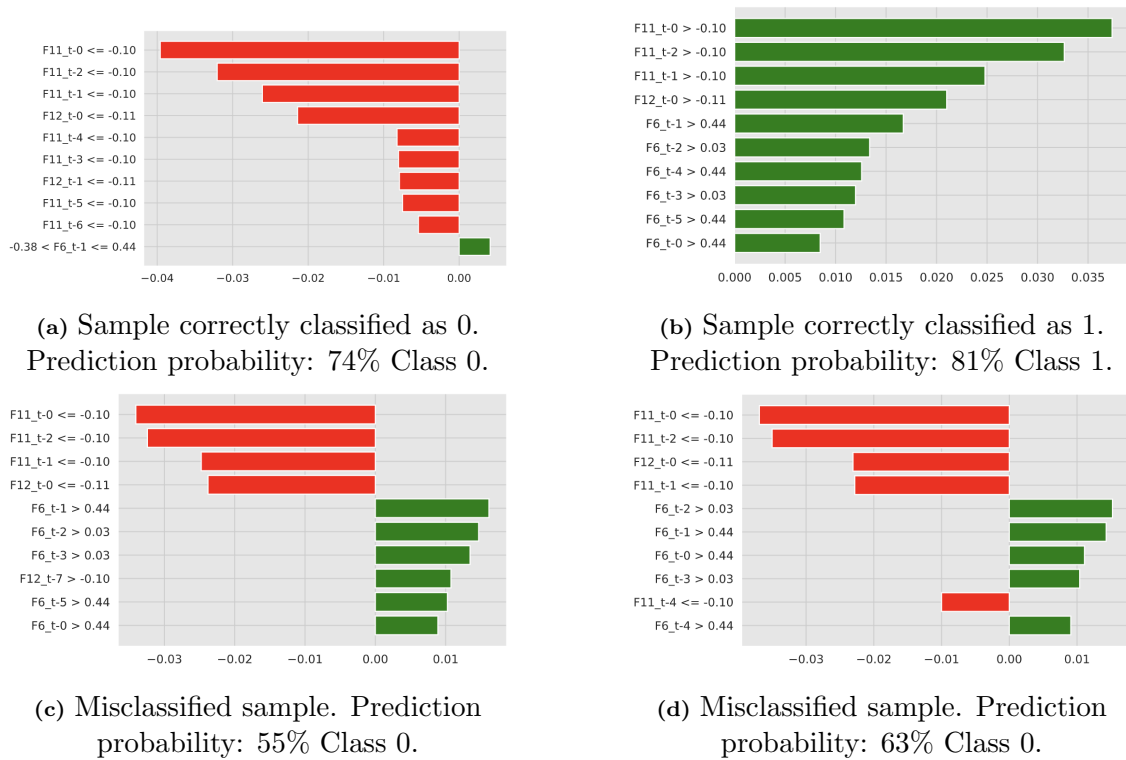 F11_t-0 <= -0.10
F11_t-2 <= -0.10
F11_t-1 <= -0.10
F12_t-0 <= -0.11
F11_t-4 <= -0.10
F11_t-3 <= -0.10
F12_t-1 <= -0.11
F11_t-5 <= -0.10
F11_t-6 <= -0.10
-0.38 < F6_t-1 <= 0.44
−0.04 −0.03 −0.02 −0.01 0.00
(a) Sample correctly classified as 0.
Prediction probability: 74% Class 0.
F11_t-0 > -0.10
F11_t-2 > -0.10
F11_t-1 > -0.10
F12_t-0 > -0.11
F6_t-1 > 0.44
F6_t-2 > 0.03
F6_t-4 > 0.44
F6_t-3 > 0.03
F6_t-5 > 0.44
F6_t-0 > 0.44
0.000 0.005 0.010 0.015 0.020 0.025 0.030 0.035
(b) Sample correctly classified as 1.
Prediction probability: 81% Class 1.
F11_t-0 <= -0.10
F11_t-2 <= -0.10
F11_t-1 <= -0.10
F12_t-0 <= -0.11
F6_t-1 > 0.44
F6_t-2 > 0.03
F6_t-3 > 0.03
F12_t-7 > -0.10
F6_t-5 > 0.44
F6_t-0 > 0.44
−0.03 −0.02 −0.01 0.00 0.01
(c) Misclassified sample. Prediction
probability: 55% Class 0.
F11_t-0 <= -0.10
F11_t-2 <= -0.10
F12_t-0 <= -0.11
F11_t-1 <= -0.10
F6_t-2 > 0.03
F6_t-1 > 0.44
F6_t-0 > 0.44
F6_t-3 > 0.03
F11_t-4 <= -0.10
F6_t-4 > 0.44
−0.03 −0.02 −0.01 0.00 0.01
(d) Misclassified sample. Prediction
probability: 63% Class 0.